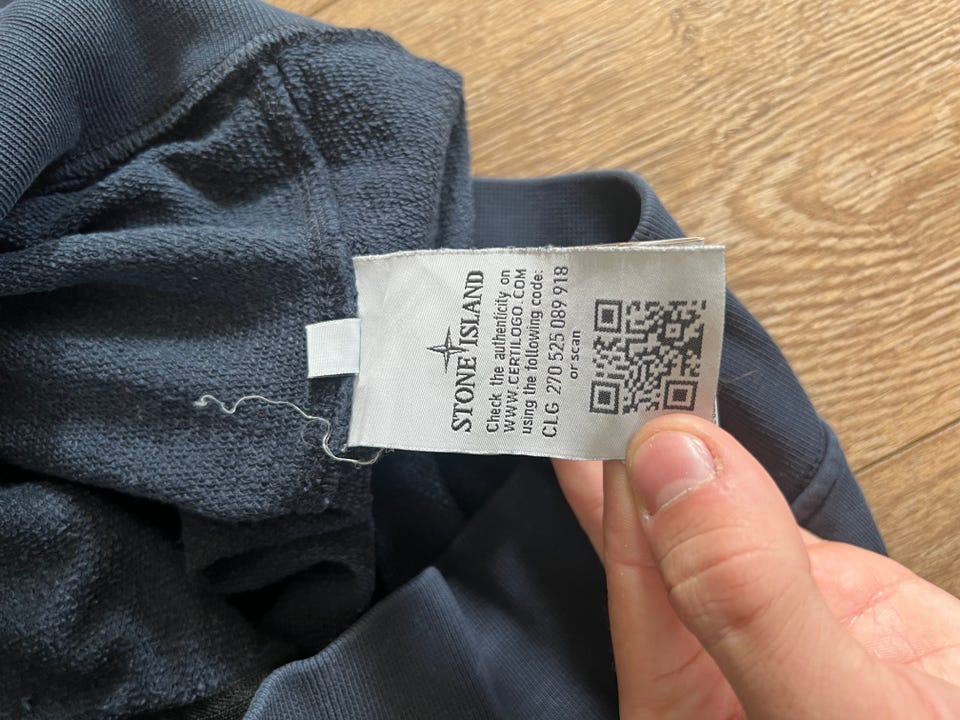 STONE ISLAND
Check the authenticity on
WWW.CERTILOGO.COM
using the following code:
CLG 270 525 089 918
or scan